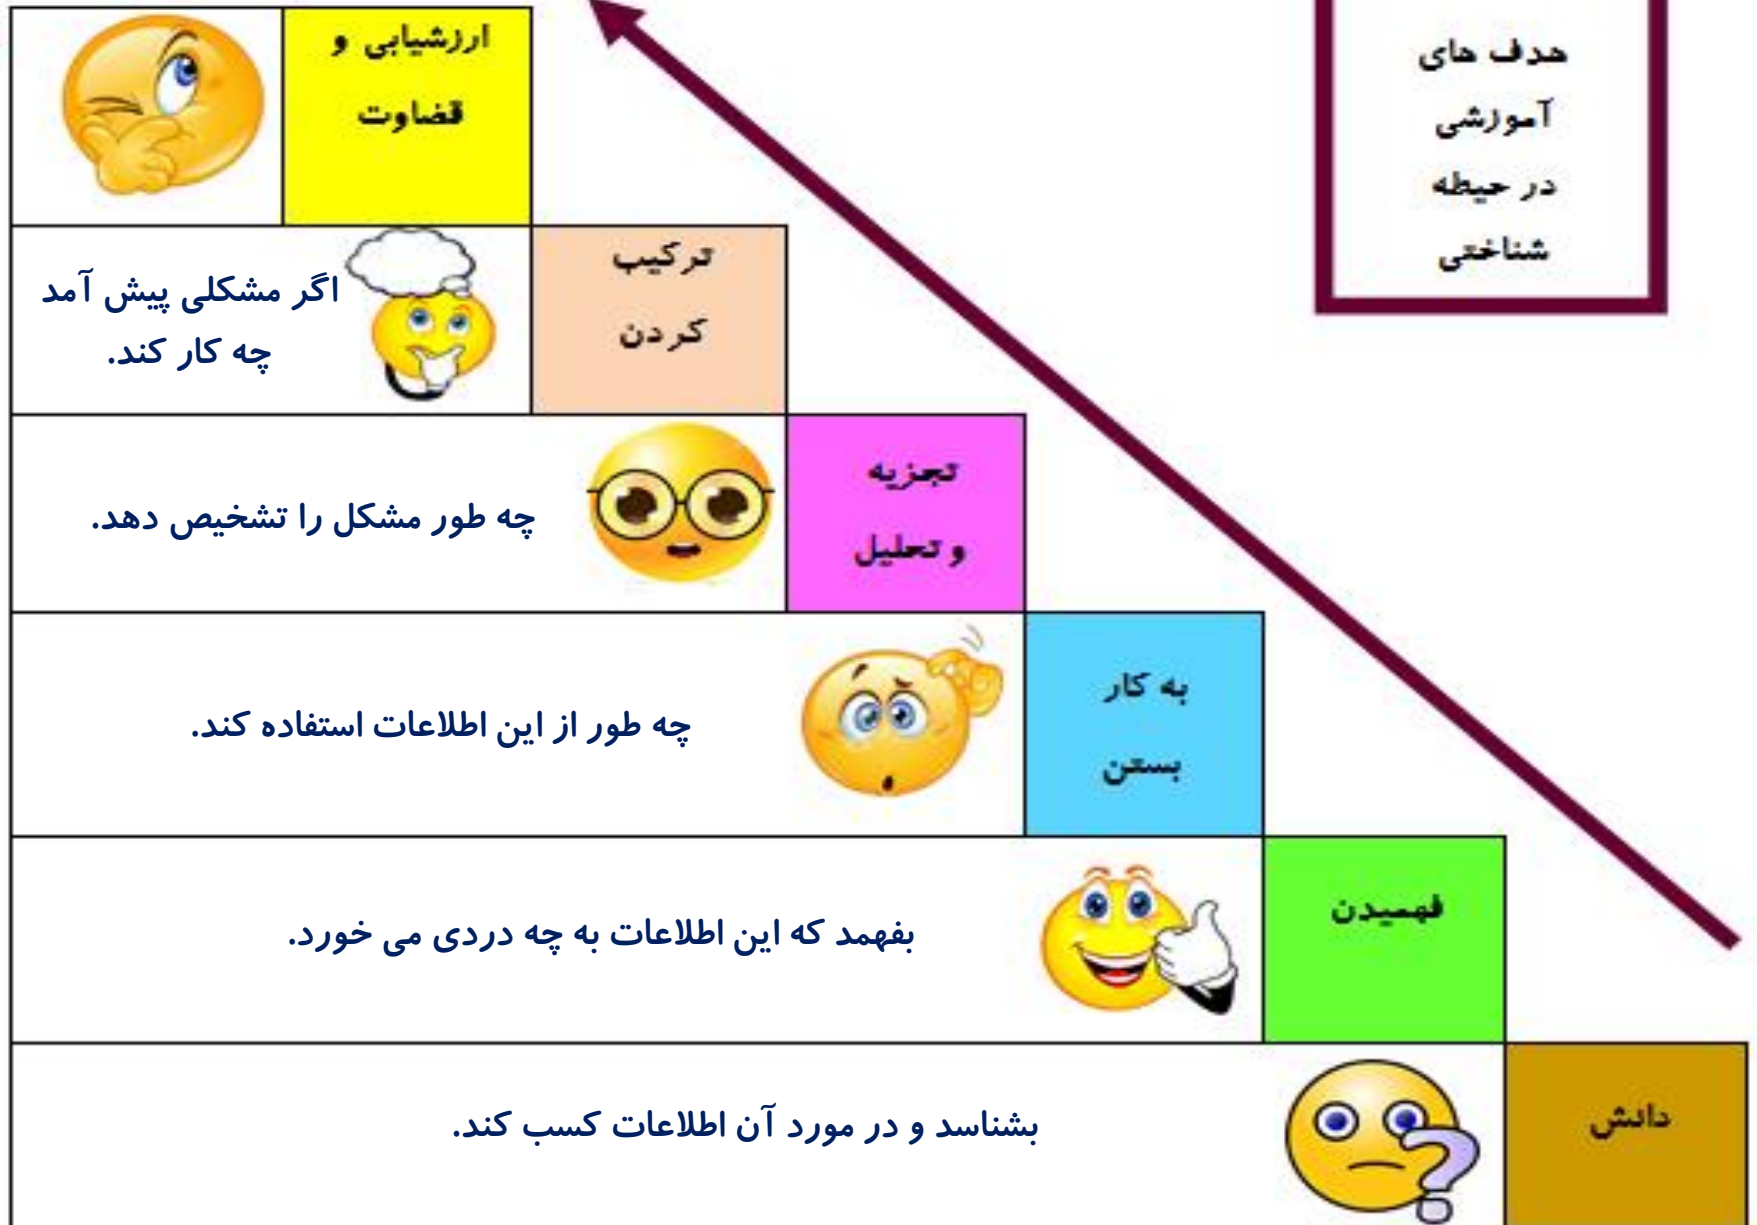 هدف های
آموزشی
در حیطه
شناختی
ارزشیابی و
قضاوت
ترکیب
کردن
اگر مشکلی پیش آمد
چه کار کند.
تجزیه
و تحلیل
چه طور مشکل را تشخیص دهد.
به کار
بستن
چه طور از این اطلاعات استفاده کند.
فهمیدن
بفهمد که این اطلاعات به چه دردی می خورد.
دانش
بشناسد و در مورد آن اطلاعات کسب کند.